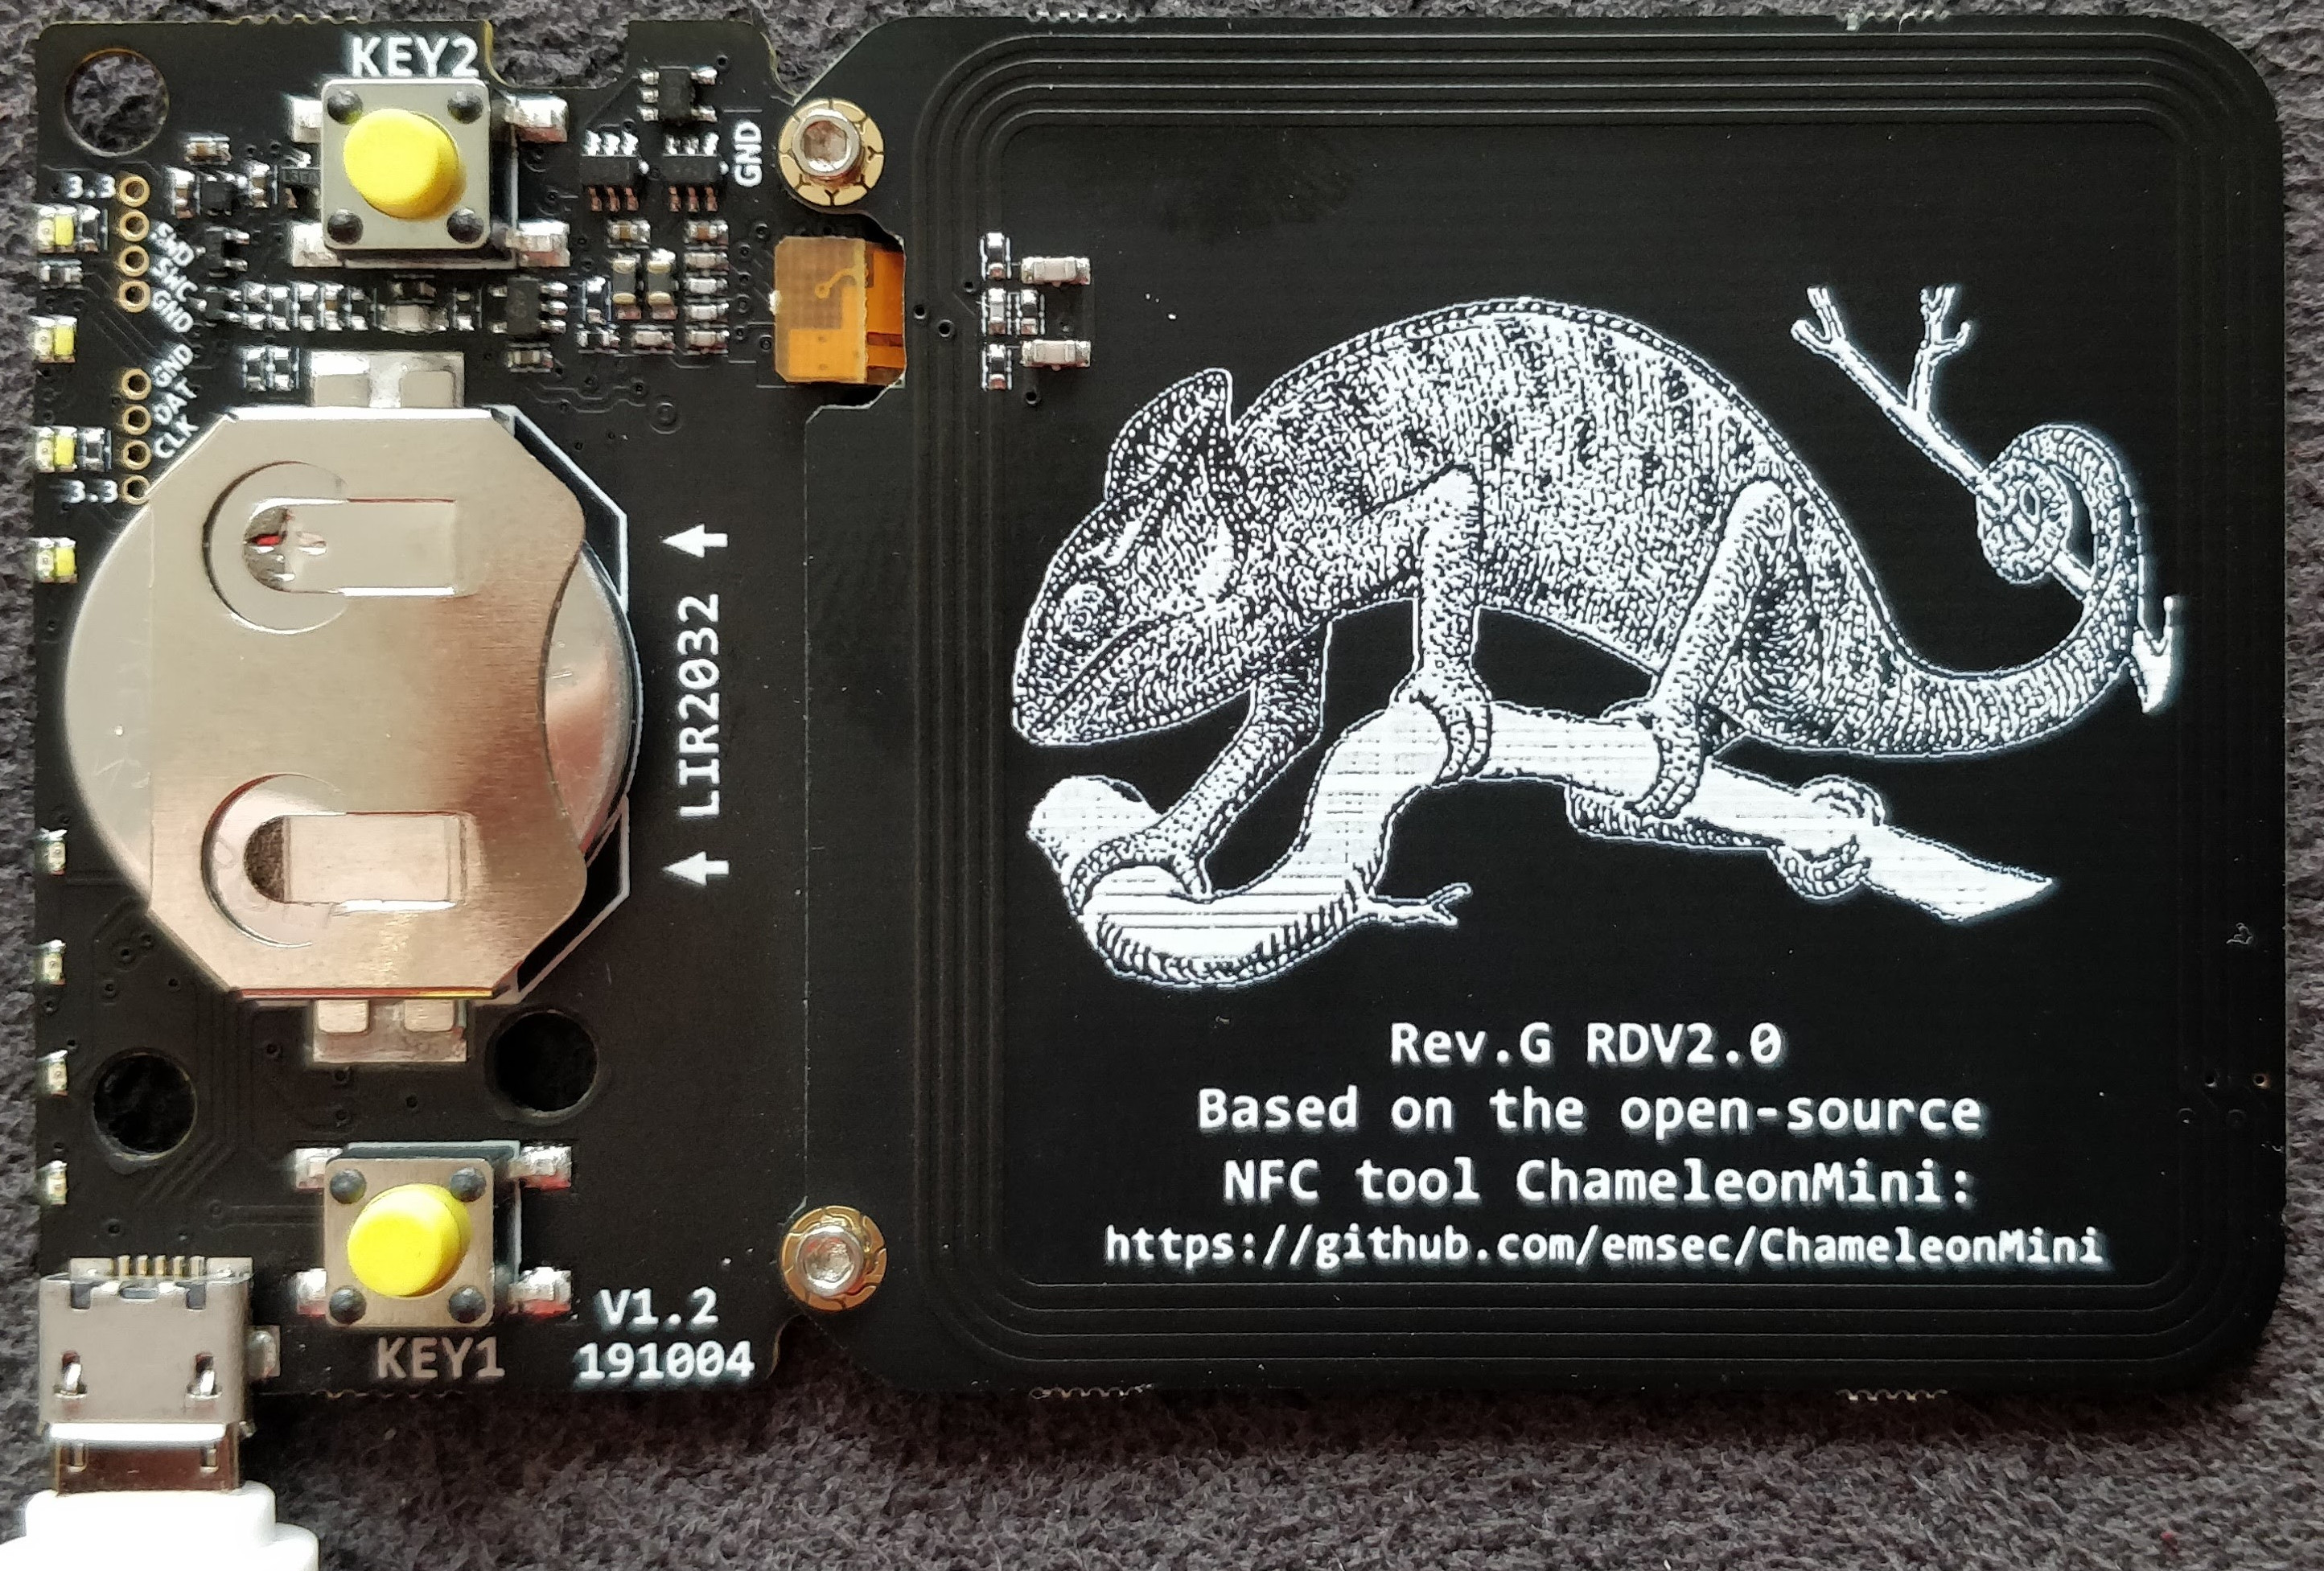 KEY2
GND
3.3
GND
SWC
GND
GND
DAT
CLK
3.3
LIR2032
Rev.G RDV2.0
Based on the open-source
NFC tool ChameleonMini:
https://github.com/emsec/ChameleonMini
V1.2
191004
KEY1